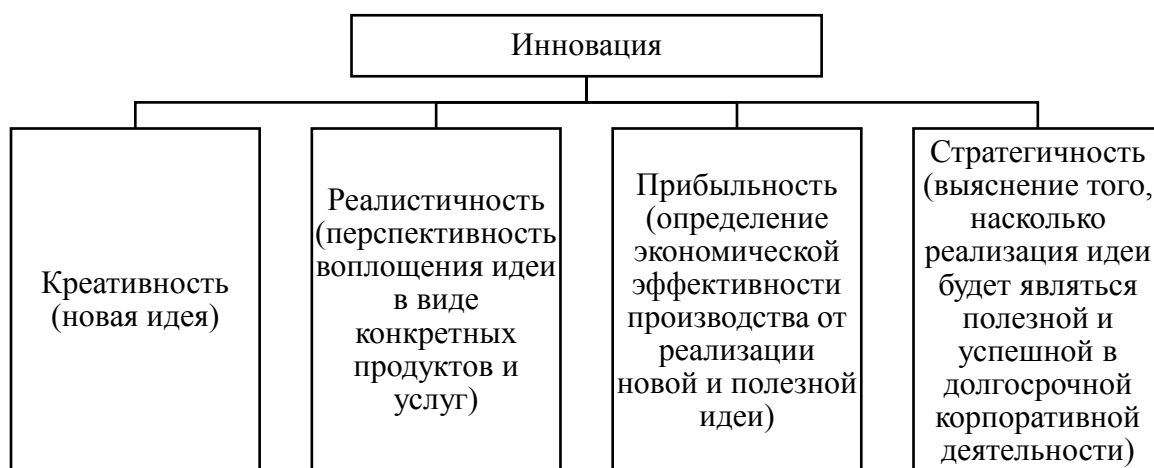 Инновация
Креативность
(новая идея)
Реалистичность
(перспективность
воплощения идеи
в виде
конкретных
продуктов и
услуг)
Прибыльность
(определение
экономической
эффективности
производства от
реализации
новой и полезной
идеи)
Стратегичность
(выяснение того,
насколько
реализация идеи
будет являться
полезной и
успешной в
долгосрочной
корпоративной
деятельности)